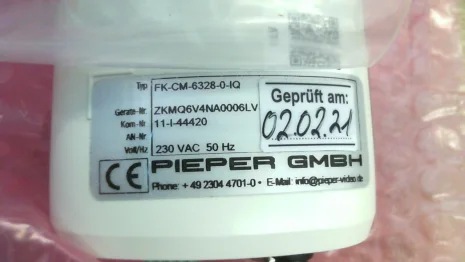 Typ FK-CM-6328-0-IQ
Geräte-Nr. ZKMQ6V4NA0006LV
Kom-Nr. 11-I-44420
AN-Nr.
Volt/Hz 230 VAC 50 Hz
Geprüft am:
02.02.21
CE PIEPER GMBH
Phone: +49 2304 4701-0 • E-Mail: info@pieper-video.de